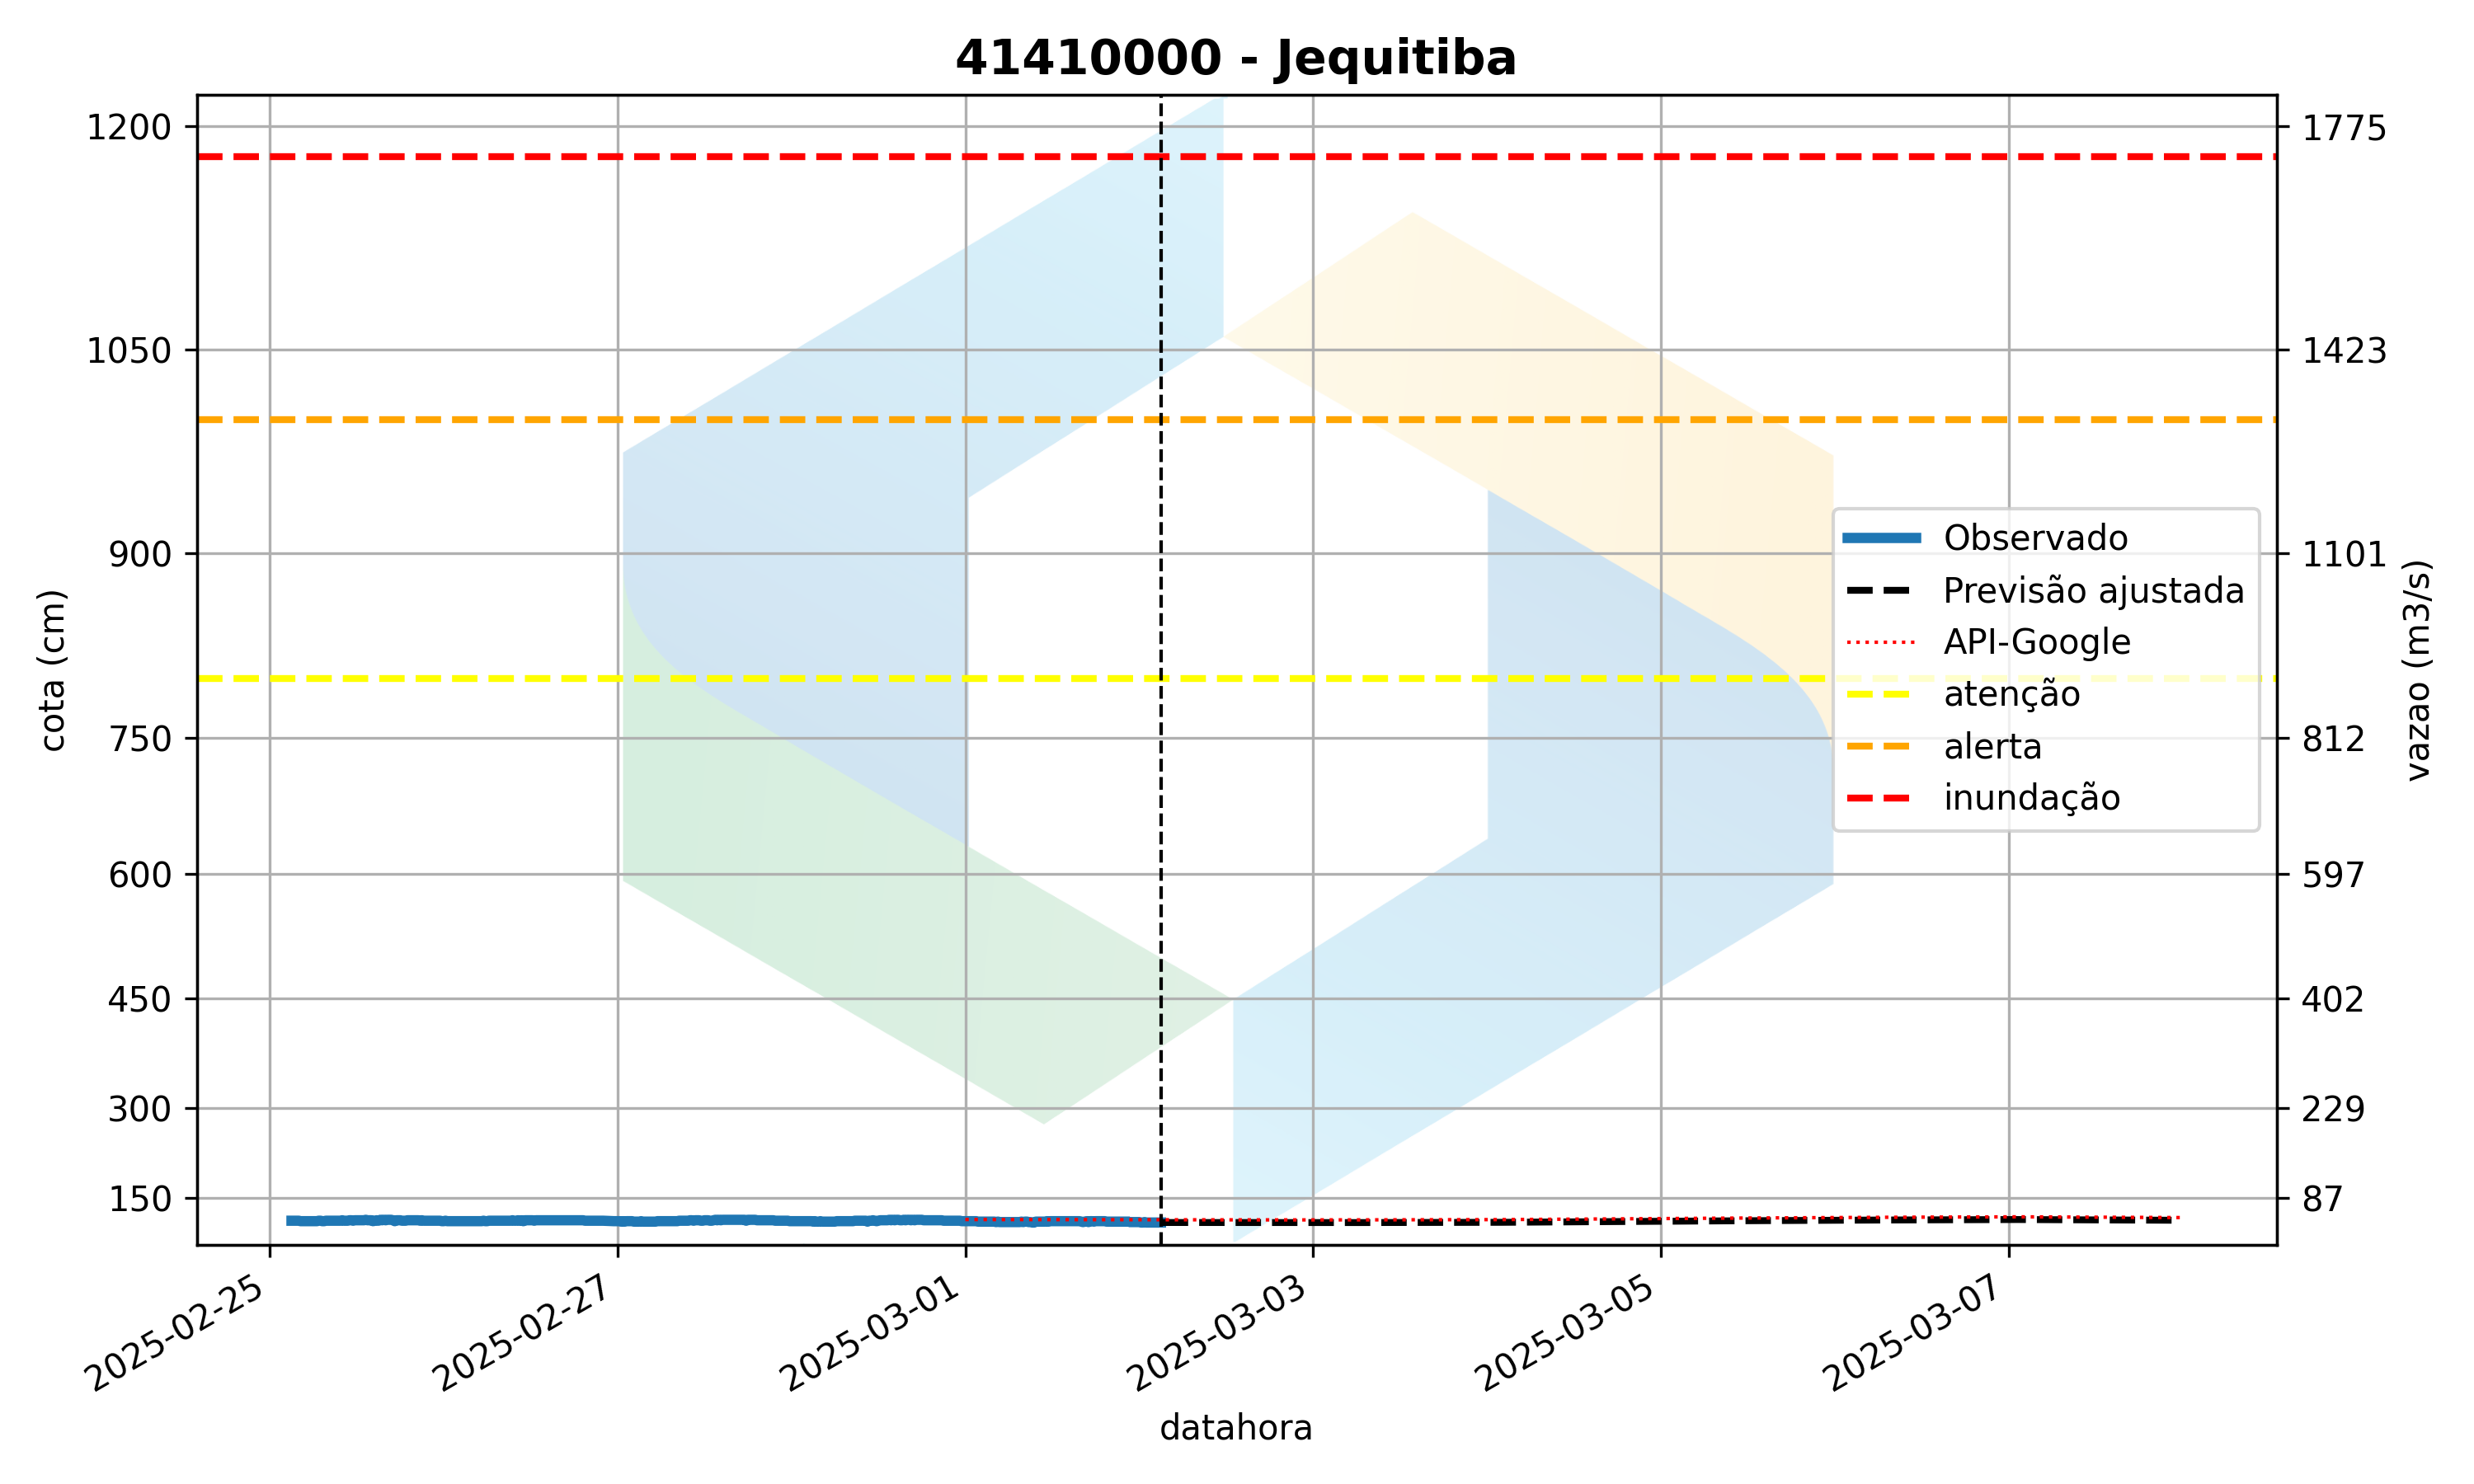 41410000 - Jequitiba
1200
1050
900
750
600
450
300
150
cota (cm)
1775
1423
1101
812
597
402
229
87
vazao (m3/s)
Observado
Previsão ajustada
API-Google
atenção
alerta
inundação
2025-02-25
2025-02-27
2025-03-01
2025-03-03
2025-03-05
2025-03-07
datahora